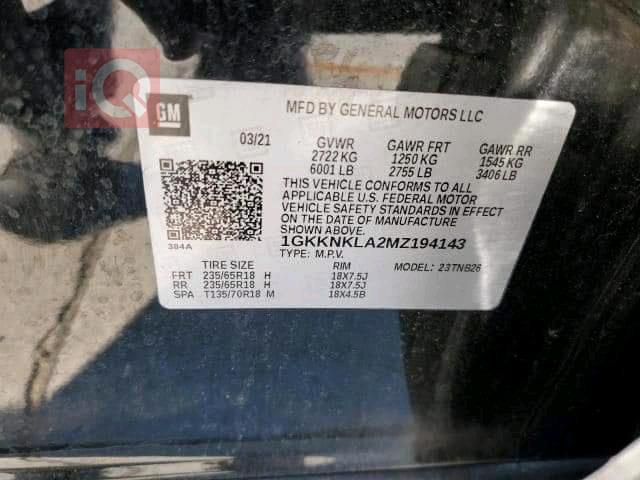 iQ
GM
MFD BY GENERAL MOTORS LLC
03/21 GVWR GAWR FRT GAWR RR
2722 KG 1250 KG 1545 KG
6001 LB 2755 LB 3406 LB
THIS VEHICLE CONFORMS TO ALL
APPLICABLE U.S. FEDERAL MOTOR
VEHICLE SAFETY STANDARDS IN EFFECT
ON THE DATE OF MANUFACTURE
SHOWN ABOVE.
384A 1GKKNKLA2MZ194143
TYPE: M.P.V. MODEL: 23TNB26
TIRE SIZE RIM
FRT 235/65R18 H 18X7.5J
RR 235/65R18 H 18X7.5J
SPA T135/70R18 M 18X4.5B